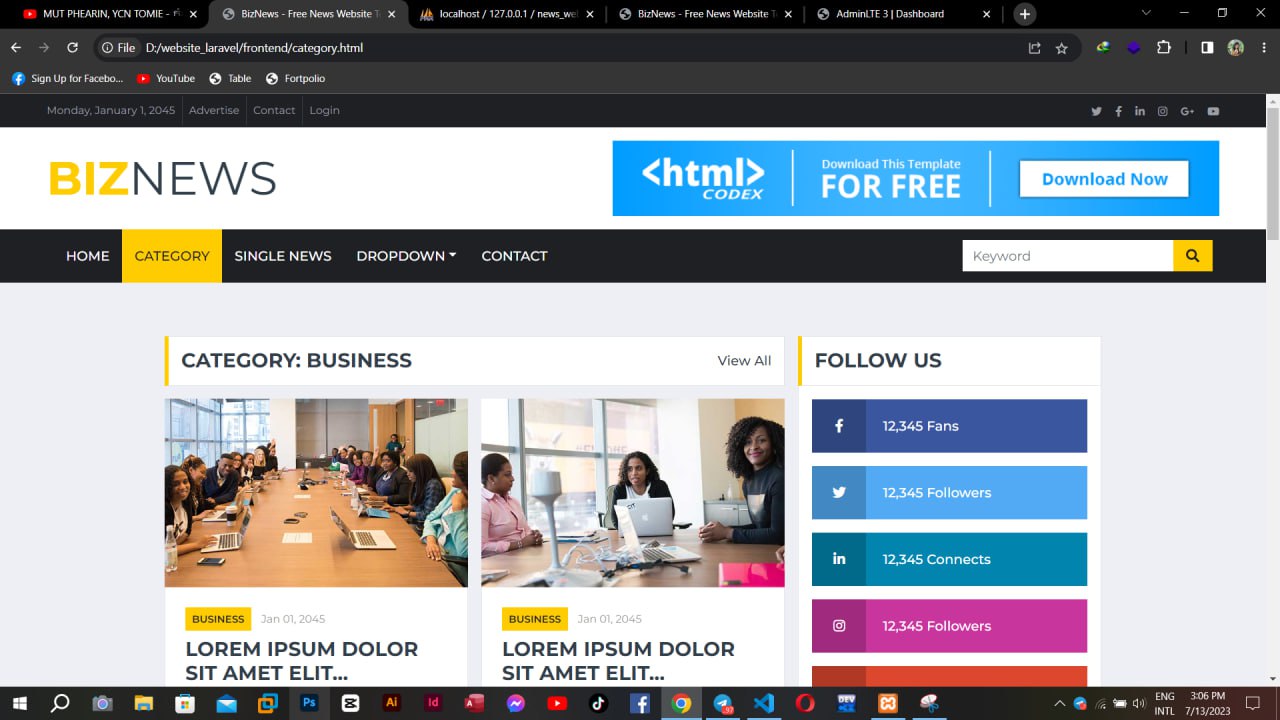 MUT PHEARIN, YCN TOMIE -
BizNews - Free News Website Te
localhost / 127.0.0.1 / news_we
BizNews - Free News Website Te
AdminLTE 3 | Dashboard
File D:/website_laravel/frontend/category.html
Sign Up for Facebo... YouTube Table Fortpolio
Monday, January 1, 2045 Advertise Contact Login
BIZNEWS
<html>
CODEX
Download This Template
FOR FREE
Download Now
HOME CATEGORY SINGLE NEWS DROPDOWN CONTACT Keyword
CATEGORY: BUSINESS View All
FOLLOW US
12,345 Fans
12,345 Followers
12,345 Connects
12,345 Followers
BUSINESS Jan 01, 2045
LOREM IPSUM DOLOR
SIT AMET ELIT...
BUSINESS Jan 01, 2045
LOREM IPSUM DOLOR
SIT AMET ELIT...
ENG
INTL
3:06 PM
7/13/2023